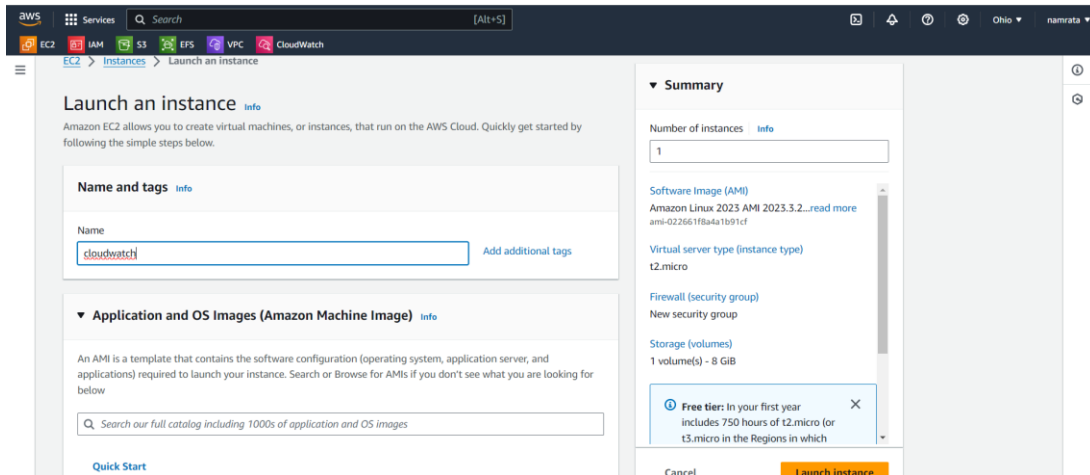 aws
Services
Search
[Alt+S]
Ohio
namrata
EC2
IAM
S3
EFS
VPC
CloudWatch
EC2 > Instances > Launch an instance
Launch an instance Info
Amazon EC2 allows you to create virtual machines, or instances, that run on the AWS Cloud. Quickly get started by
following the simple steps below.
Name and tags Info
Name
cloudwatch
Add additional tags
Application and OS Images (Amazon Machine Image) Info
An AMI is a template that contains the software configuration (operating system, application server, and
applications) required to launch your instance. Search or Browse for AMIs if you don't see what you are looking for
below
Search our full catalog including 1000s of application and OS images
Quick Start
Summary
Number of instances Info
1
Software Image (AMI)
Amazon Linux 2023 AMI 2023.3.2...read more
ami-022661f8a4a1b91cf
Virtual server type (instance type)
t2.micro
Firewall (security group)
New security group
Storage (volumes)
1 volume(s) - 8 GiB
Free tier: In your first year
includes 750 hours of t2.micro (or
t3.micro in the Regions in which
Cancel
Launch instance